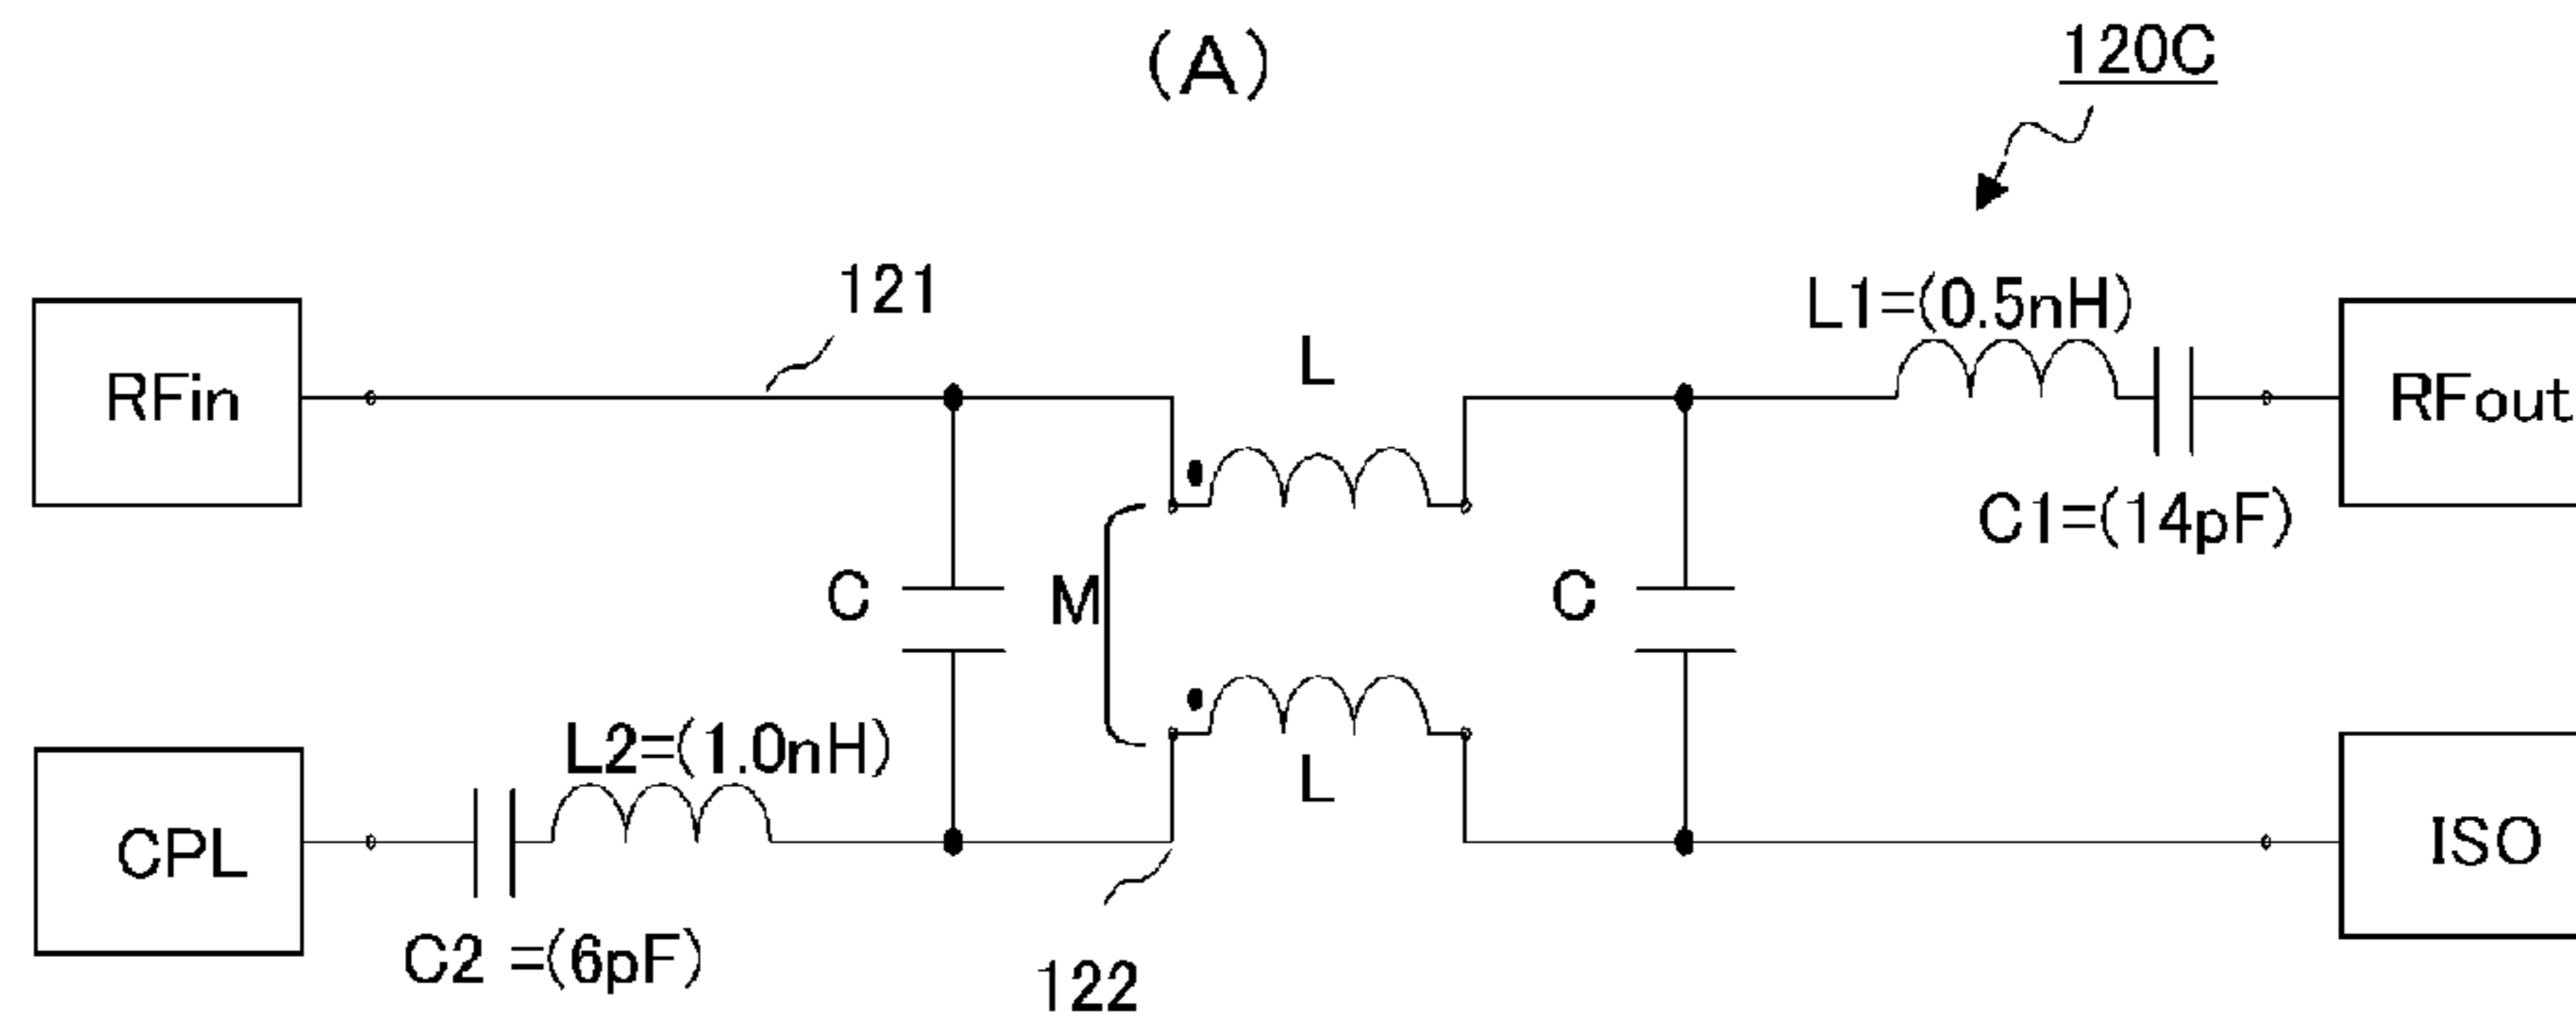 (A)
120C
121
L1=(0.5nH)
L
RFin
RFout
C1=(14pF)
C
M
C
L2=(1.0nH)
L
CPL
ISO
C2 =(6pF)
122